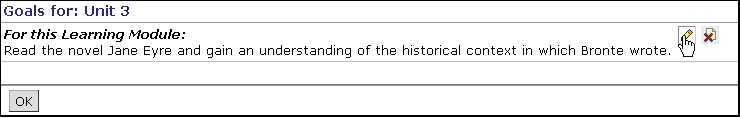 Goals for: Unit 3
For this Learning Module:
Read the novel Jane Eyre and gain an understanding of the historical context in which Bronte wrote.
OK